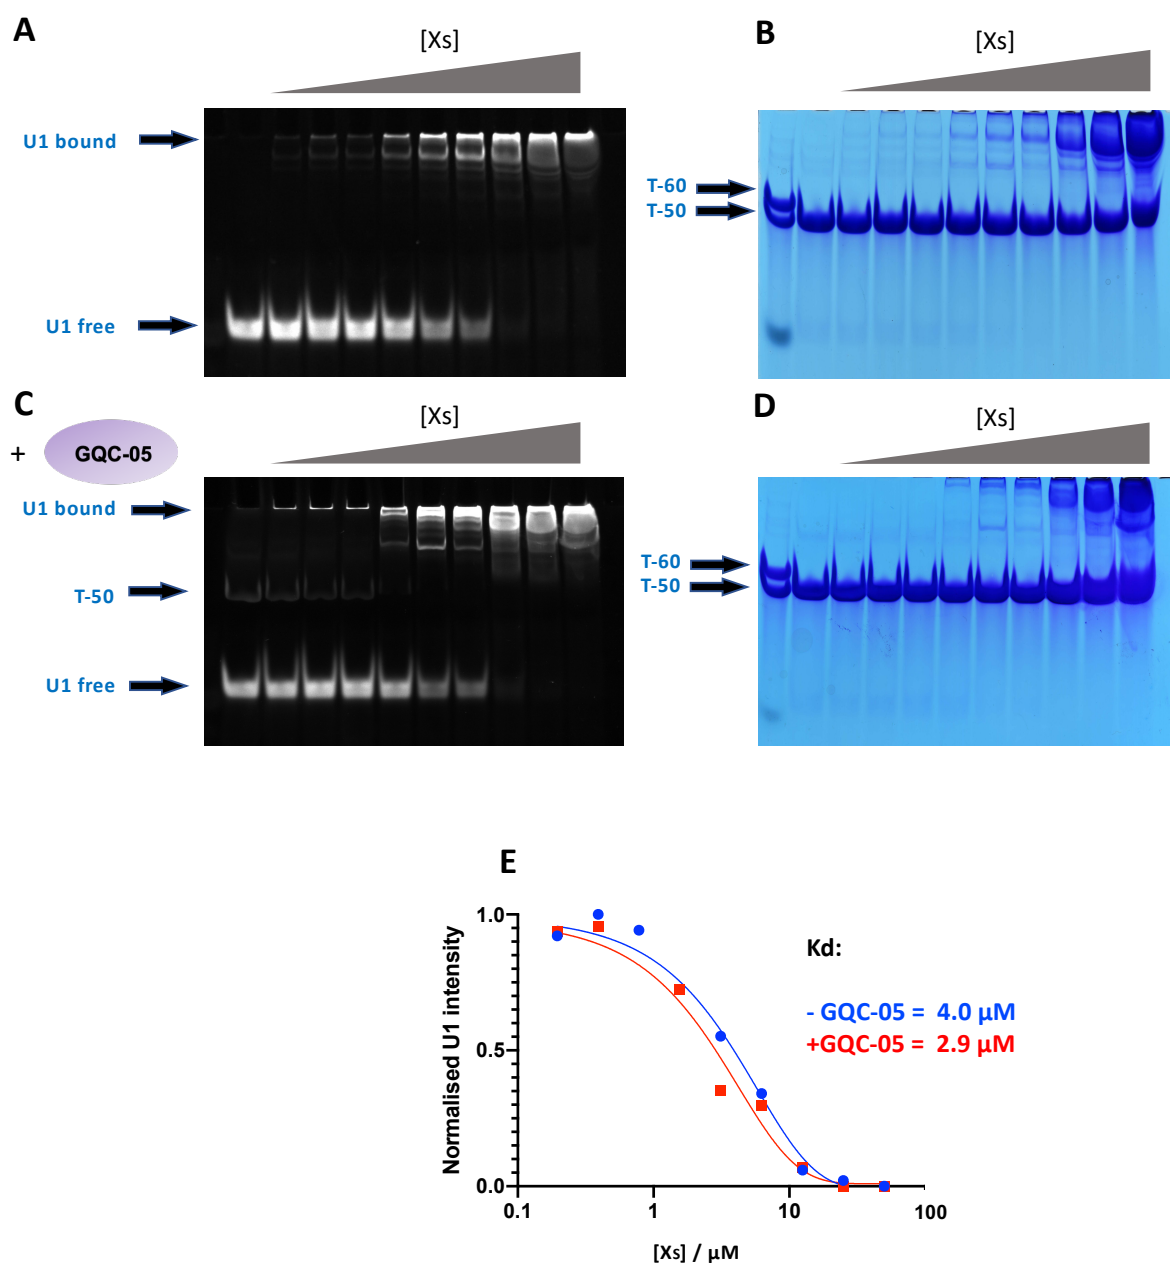 A
[Xs]
U1 bound
U1 free
B
[Xs]
T-60
T-50
C
[Xs]
+ GQC-05
U1 bound
T-50
U1 free
D
[Xs]
T-60
T-50
E
1.0
0.5
0.0
Normalised U1 intensity
0.1 1 10 100
[Xs] / μM
Kd:
- GQC-05 = 4.0 μM
+GQC-05 = 2.9 μM